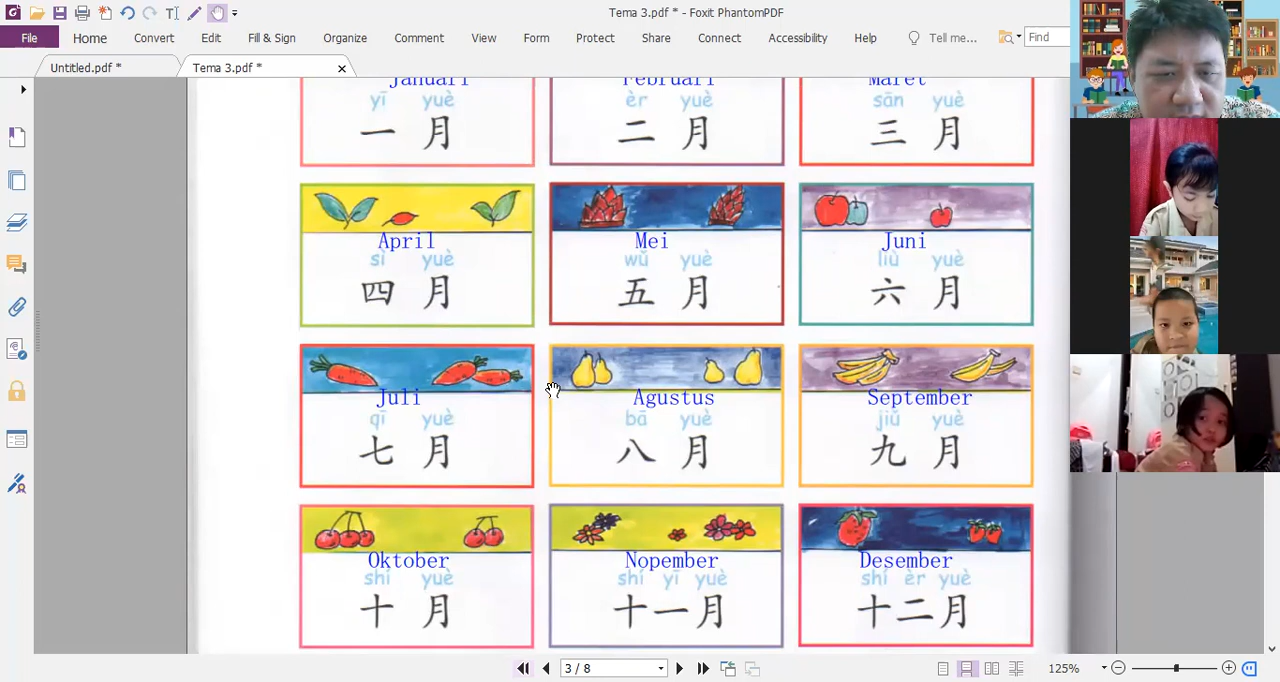 Tema 3.pdf * - Foxit PhantomPDF
File Home Convert Edit Fill & Sign Organize Comment View Form Protect Share Connect Accessibility Help Tell me... Find
Untitled.pdf * Tema 3.pdf *
Januari Februari Maret
yī yuè èr yuè sān yuè
一 月 二 月 三 月
April Mei Juni
sì yuè wǔ yuè liù yuè
四 月 五 月 六 月
Juli Agustus September
qī yuè bā yuè jiǔ yuè
七 月 八 月 九 月
Oktober Nopember Desember
shí yuè shí yī yuè shí èr yuè
十 月 十一月 十二月
3 / 8 125%